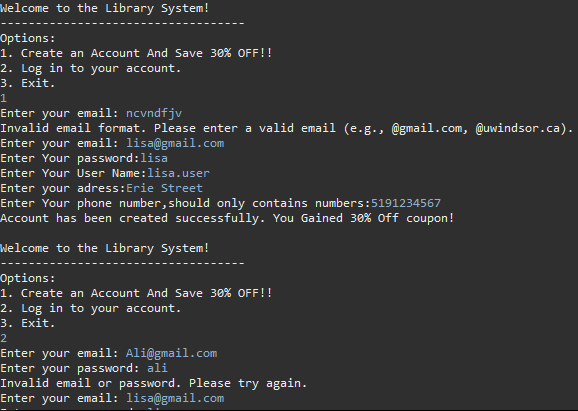 Welcome to the Library System!
-----------------------------------
Options:
1. Create an Account And Save 30% OFF!!
2. Log in to your account.
3. Exit.
1
Enter your email: ncvndfjv
Invalid email format. Please enter a valid email (e.g., @gmail.com, @uwindsor.ca).
Enter your email: lisa@gmail.com
Enter Your password:lisa
Enter Your User Name:lisa.user
Enter your adress:Erie Street
Enter Your phone number,should only contains numbers:5191234567
Account has been created successfully. You Gained 30% Off coupon!
Welcome to the Library System!
-----------------------------------
Options:
1. Create an Account And Save 30% OFF!!
2. Log in to your account.
3. Exit.
2
Enter your email: Ali@gmail.com
Enter your password: ali
Invalid email or password. Please try again.
Enter your email: lisa@gmail.com